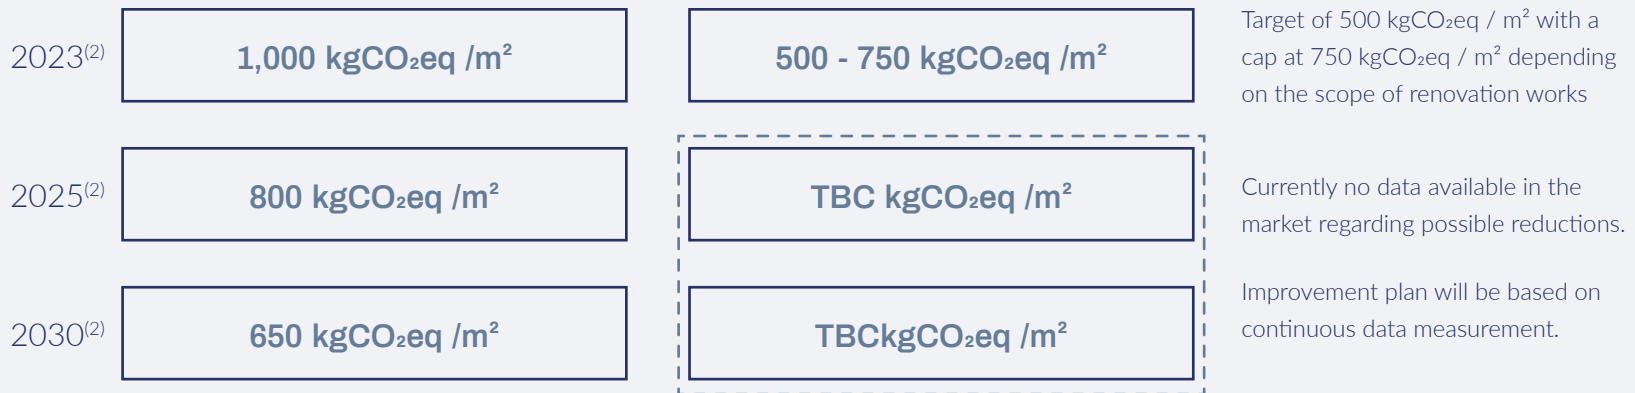 2023⁽²⁾
1,000 kgCO₂eq /m²
500 - 750 kgCO₂eq /m²
Target of 500 kgCO₂eq / m² with a
cap at 750 kgCO₂eq / m² depending
on the scope of renovation works
2025⁽²⁾
800 kgCO₂eq /m²
TBC kgCO₂eq /m²
Currently no data available in the
market regarding possible reductions.
2030⁽²⁾
650 kgCO₂eq /m²
TBCkgCO₂eq /m²
Improvement plan will be based on
continuous data measurement.